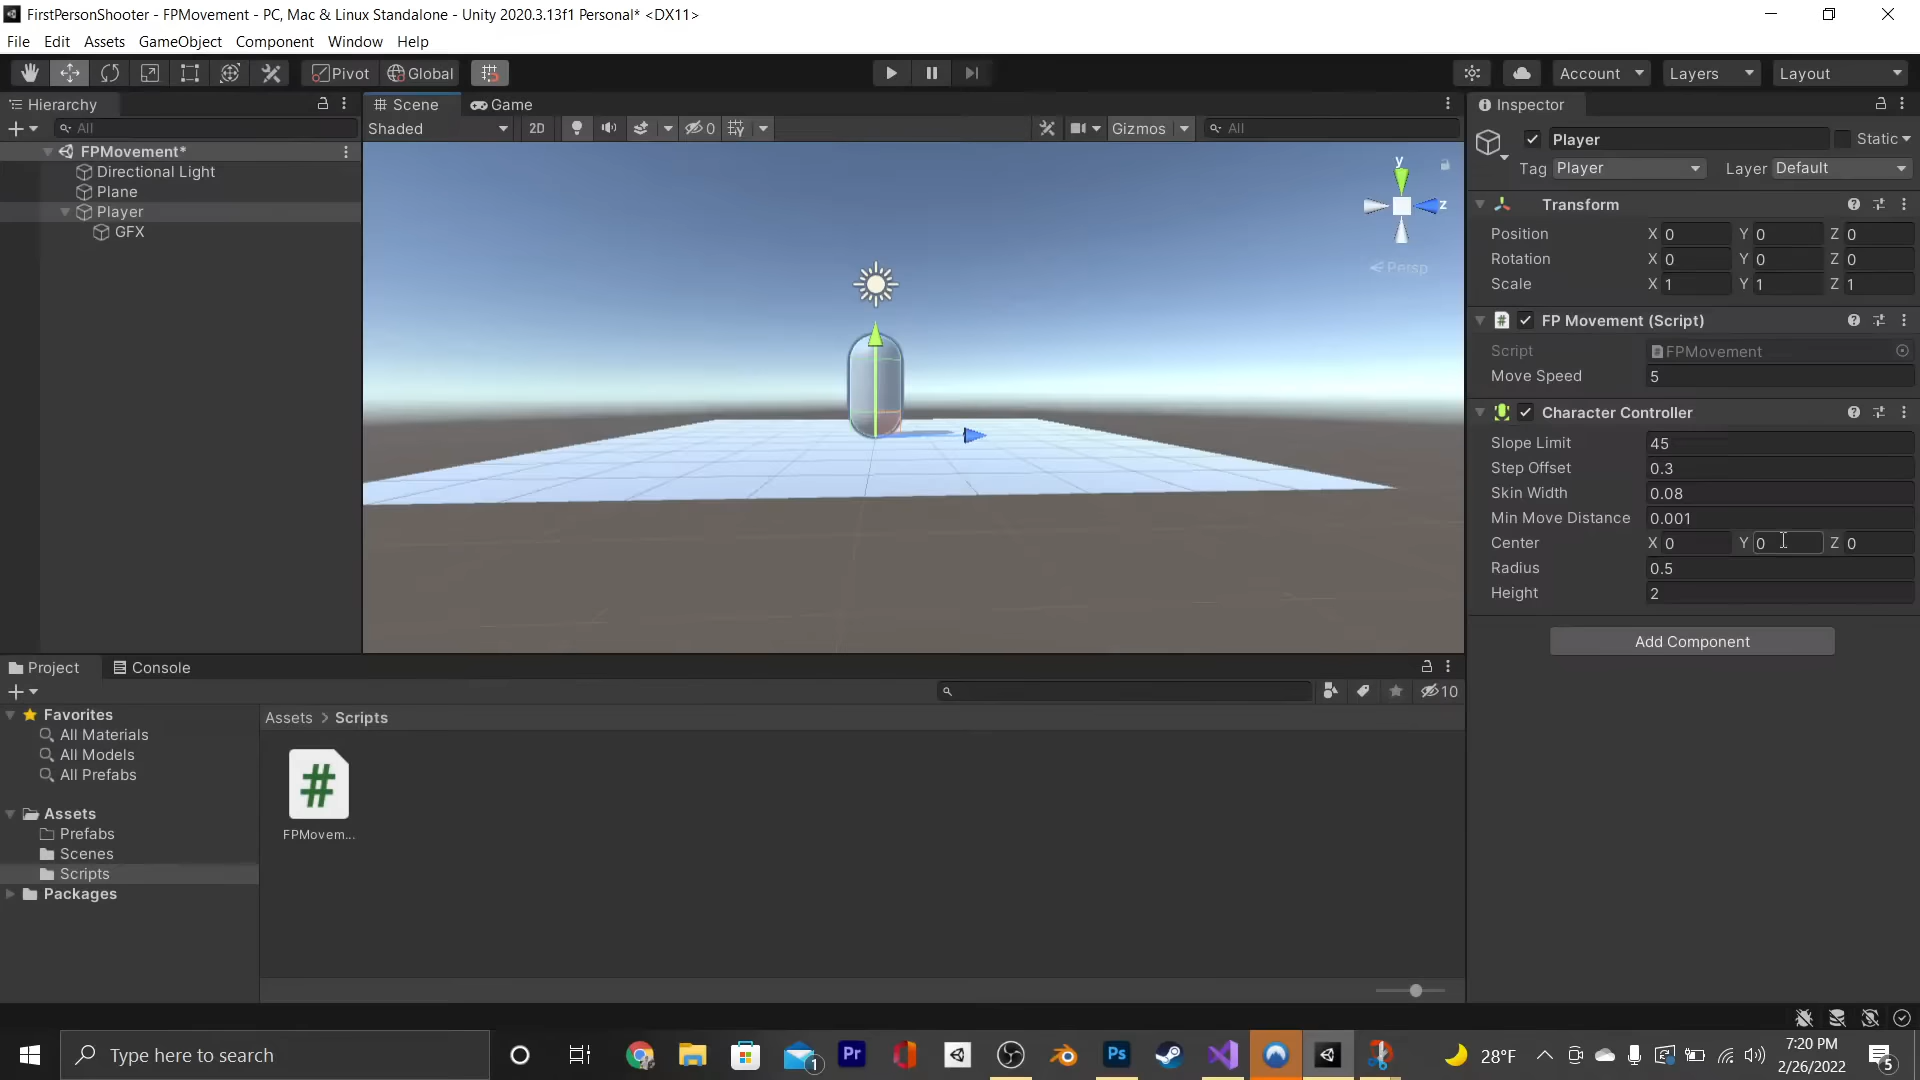 FirstPersonShooter - FPMovement - PC, Mac & Linux Standalone - Unity 2020.3.13f1 Personal* <DX11>
File Edit Assets GameObject Component Window Help
Pivot Global Account Layers Layout
Hierarchy Scene Game Inspector
All Shaded 2D 0 Gizmos All
FPMovement*
Directional Light
Plane
Player
GFX
y
z
Persp
Player Static
Tag Player Layer Default
Transform
Position X 0 Y 0 Z 0
Rotation X 0 Y 0 Z 0
Scale X 1 Y 1 Z 1
# FP Movement (Script)
Script FPMovement
Move Speed 5
Character Controller
Slope Limit 45
Step Offset 0.3
Skin Width 0.08
Min Move Distance 0.001
Center X 0 Y 0 Z 0
Radius 0.5
Height 2
Add Component
Project Console
10
Favorites
All Materials
All Models
All Prefabs
Assets
Prefabs
Scenes
Scripts
Packages
Assets > Scripts
#
FPMovem...
Type here to search
1
Pr
Ps
28°F
7:20 PM
2/26/2022
5